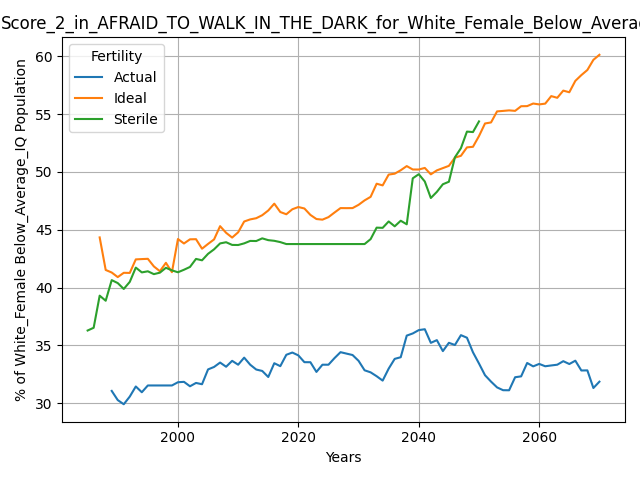 Score_2_in_AFRAID_TO_WALK_IN_THE_DARK_for_White_Female_Below_Avera
Fertility
Actual
Ideal
Sterile
% of White_Female Below_Average_IQ Population
60
55
50
45
40
35
30
2000
2020
2040
2060
Years